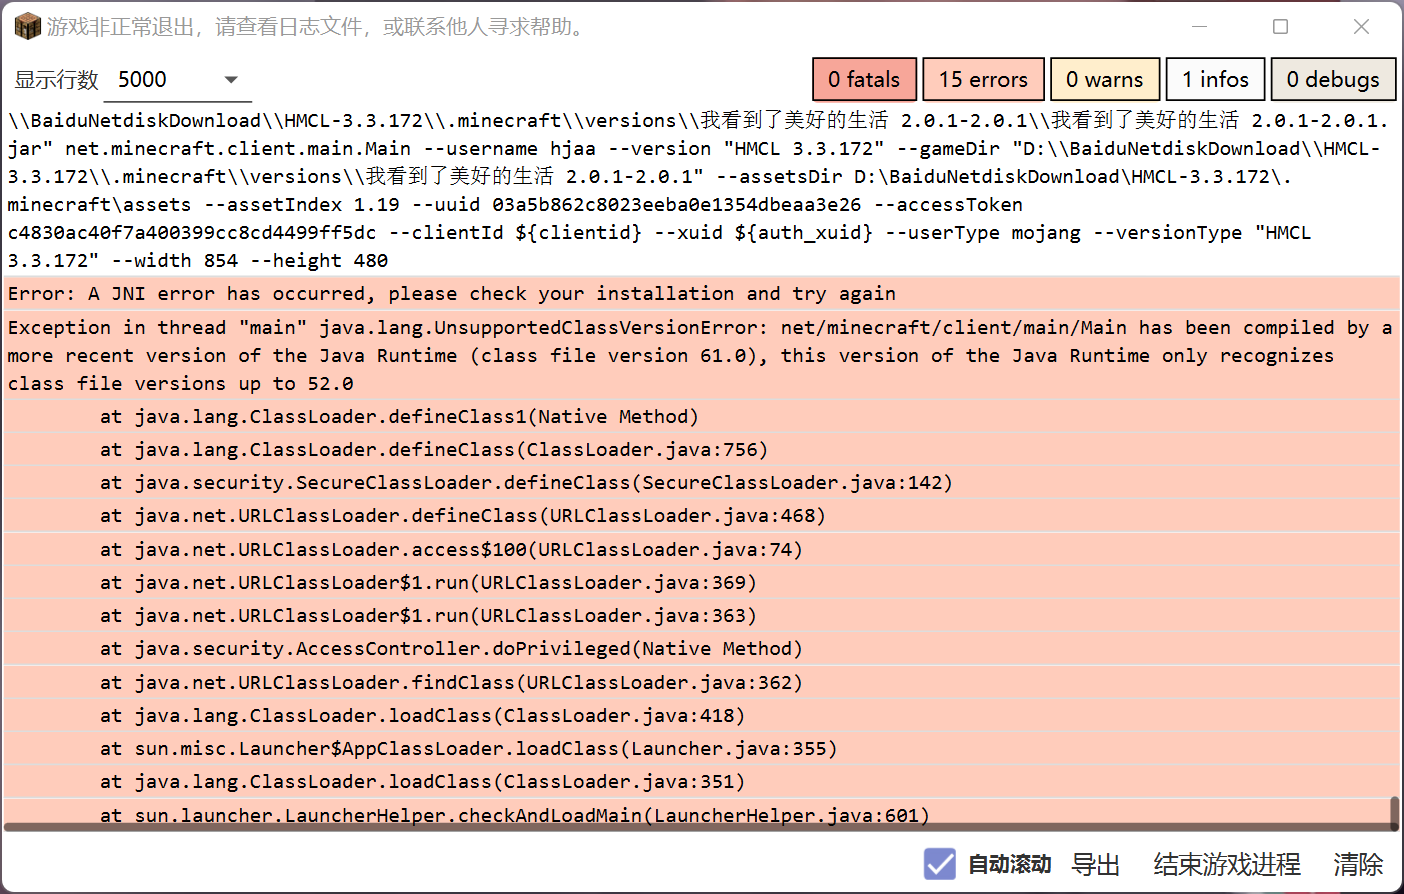 游戏非正常退出，请查看日志文件，或联系他人寻求帮助。
显示行数 5000 0 fatals 15 errors 0 warns 1 infos 0 debugs
\\BaiduNetdiskDownload\\HMCL-3.3.172\\.minecraft\\versions\\我看到了美好的生活 2.0.1-2.0.1\\我看到了美好的生活 2.0.1-2.0.1.
jar" net.minecraft.client.main.Main --username hjaa --version "HMCL 3.3.172" --gameDir "D:\\BaiduNetdiskDownload\\HMCL-
3.3.172\\.minecraft\\versions\\我看到了美好的生活 2.0.1-2.0.1" --assetsDir D:\BaiduNetdiskDownload\HMCL-3.3.172\.
minecraft\assets --assetIndex 1.19 --uuid 03a5b862c8023eeba0e1354dbeaa3e26 --accessToken
c4830ac40f7a400399cc8cd4499ff5dc --clientId ${clientid} --xuid ${auth_xuid} --userType mojang --versionType "HMCL
3.3.172" --width 854 --height 480
Error: A JNI error has occurred, please check your installation and try again
Exception in thread "main" java.lang.UnsupportedClassVersionError: net/minecraft/client/main/Main has been compiled by a
more recent version of the Java Runtime (class file version 61.0), this version of the Java Runtime only recognizes
class file versions up to 52.0
at java.lang.ClassLoader.defineClass1(Native Method)
at java.lang.ClassLoader.defineClass(ClassLoader.java:756)
at java.security.SecureClassLoader.defineClass(SecureClassLoader.java:142)
at java.net.URLClassLoader.defineClass(URLClassLoader.java:468)
at java.net.URLClassLoader.access$100(URLClassLoader.java:74)
at java.net.URLClassLoader$1.run(URLClassLoader.java:369)
at java.net.URLClassLoader$1.run(URLClassLoader.java:363)
at java.security.AccessController.doPrivileged(Native Method)
at java.net.URLClassLoader.findClass(URLClassLoader.java:362)
at java.lang.ClassLoader.loadClass(ClassLoader.java:418)
at sun.misc.Launcher$AppClassLoader.loadClass(Launcher.java:355)
at java.lang.ClassLoader.loadClass(ClassLoader.java:351)
at sun.launcher.LauncherHelper.checkAndLoadMain(LauncherHelper.java:601)
自动滚动 导出 结束游戏进程 清除